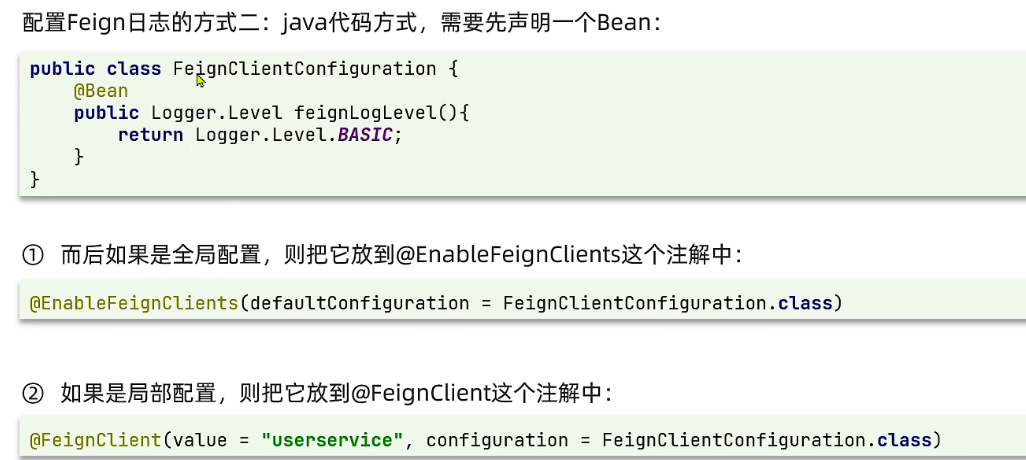 配置Feign日志的方式二：java代码方式，需要先声明一个Bean：
public class FeignClientConfiguration {
    @Bean
    public Logger.Level feignLogLevel(){
        return Logger.Level.BASIC;
    }
}
① 而后如果是全局配置，则把它放到@EnableFeignClients这个注解中：
@EnableFeignClients(defaultConfiguration = FeignClientConfiguration.class)
② 如果是局部配置，则把它放到@FeignClient这个注解中：
@FeignClient(value = "userservice", configuration = FeignClientConfiguration.class)